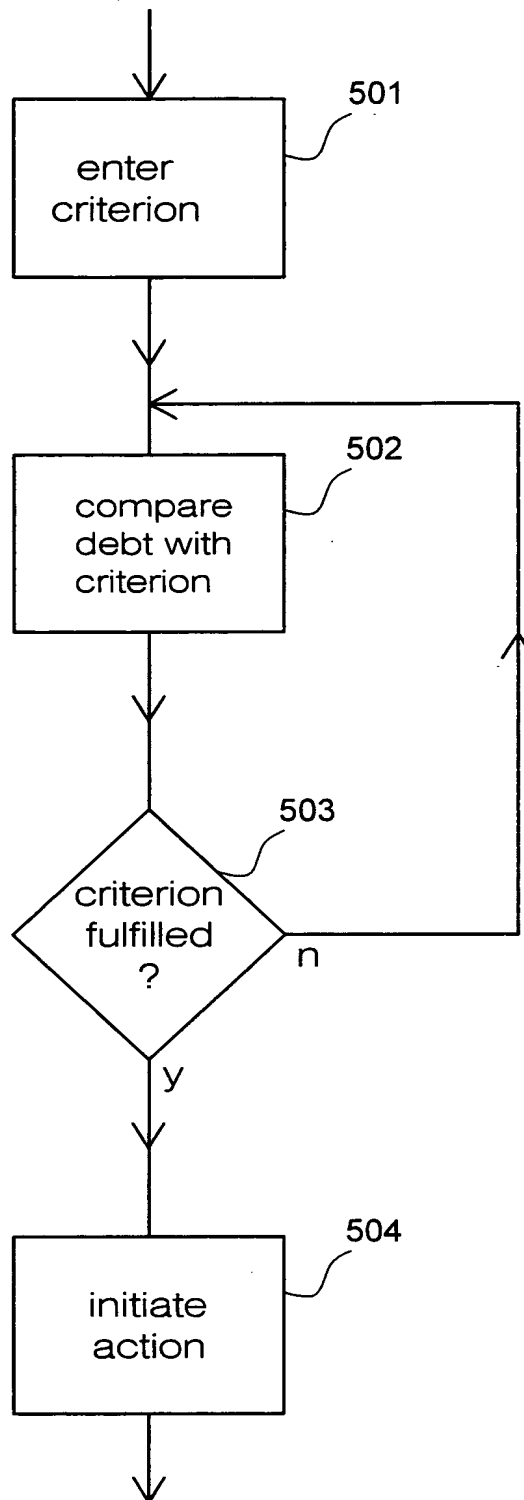 501
enter
criterion
502
compare
debt with
criterion
503
criterion
fulfilled
?
n
y
504
initiate
action